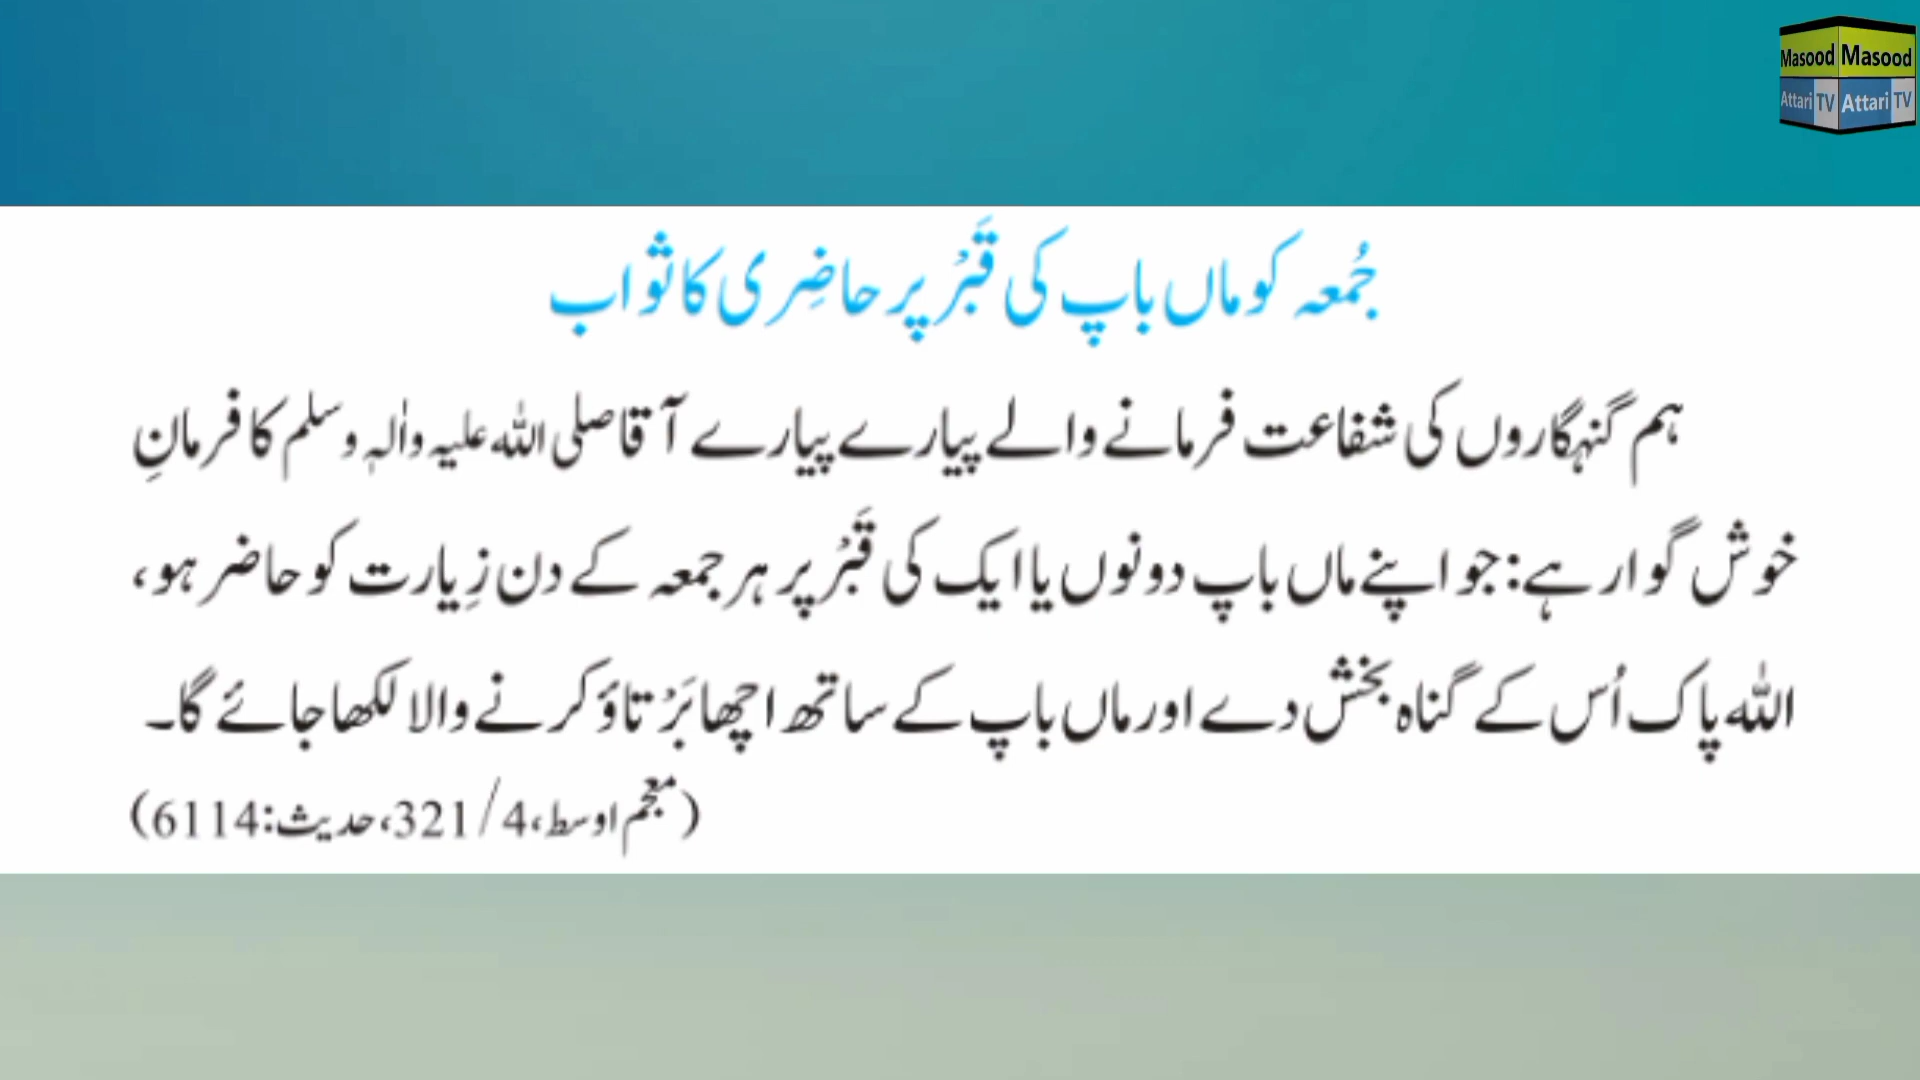 Masood Masood
Attari TV Attari TV
جُمعہ کو ماں باپ کی قَبْر پر حاضِری کا ثواب
ہم گنہگاروں کی شفاعت فرمانے والے پیارے پیارے آقا صلی اللہ علیہ واٰلہٖ وسلم کا فرمانِ
خوش گوار ہے: جو اپنے ماں باپ دونوں یا ایک کی قَبْر پر ہر جمعہ کے دن زِیارت کو حاضر ہو،
اللہ پاک اُس کے گناہ بخش دے اور ماں باپ کے ساتھ اچھا بَرْتاؤ کرنے والا لکھا جائے گا۔
(معجم اوسط، 4/321، حدیث: 6114)